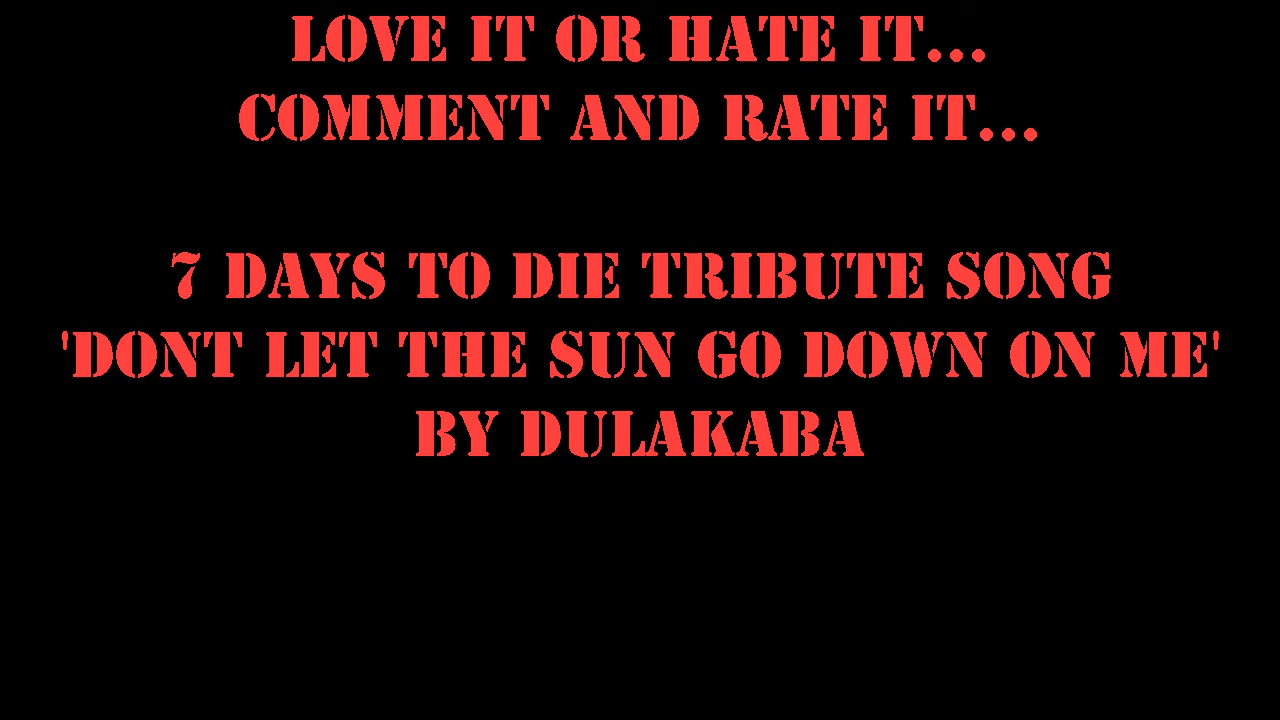 LOVE IT OR HATE IT...
COMMENT AND RATE IT...
7 DAYS TO DIE TRIBUTE SONG
'DONT LET THE SUN GO DOWN ON ME'
BY DULAKABA